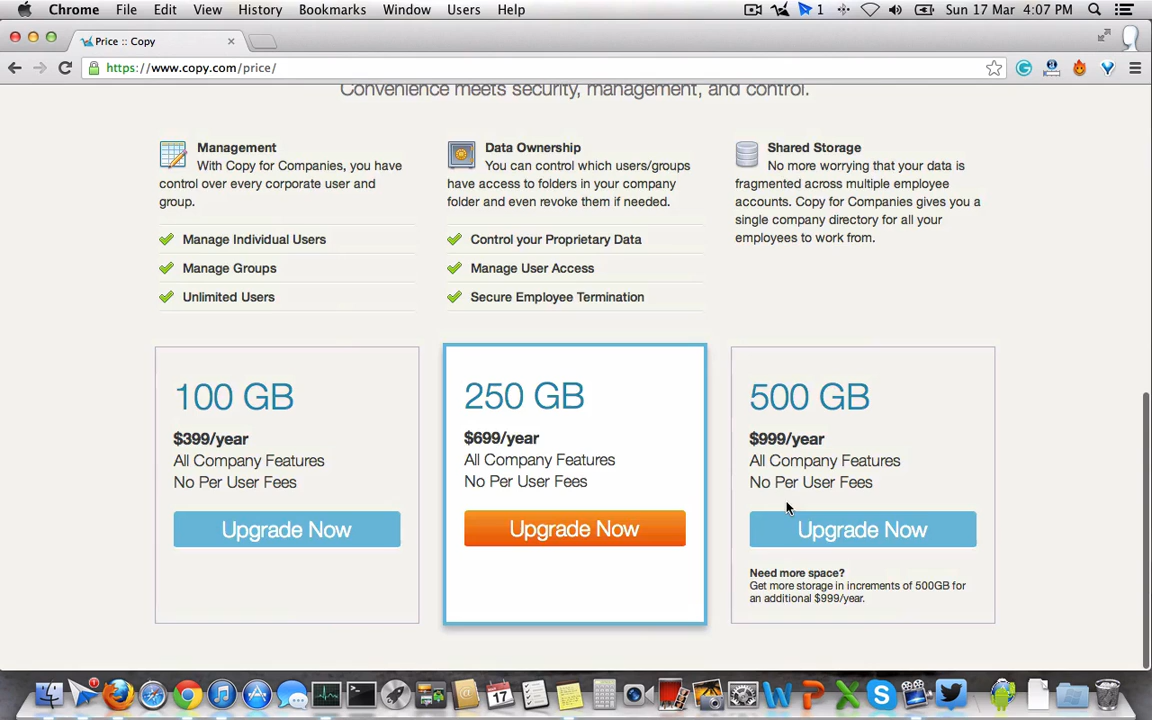 Chrome File Edit View History Bookmarks Window Users Help 1 Sun 17 Mar 4:07 PM
Price :: Copy
https://www.copy.com/price/
Convenience meets security, management, and control.
Management
With Copy for Companies, you have
control over every corporate user and
group.
Manage Individual Users
Manage Groups
Unlimited Users
Data Ownership
You can control which users/groups
have access to folders in your company
folder and even revoke them if needed.
Control your Proprietary Data
Manage User Access
Secure Employee Termination
Shared Storage
No more worrying that your data is
fragmented across multiple employee
accounts. Copy for Companies gives you a
single company directory for all your
employees to work from.
100 GB
$399/year
All Company Features
No Per User Fees
Upgrade Now
250 GB
$699/year
All Company Features
No Per User Fees
Upgrade Now
500 GB
$999/year
All Company Features
No Per User Fees
Upgrade Now
Need more space?
Get more storage in increments of 500GB for
an additional $999/year.
17